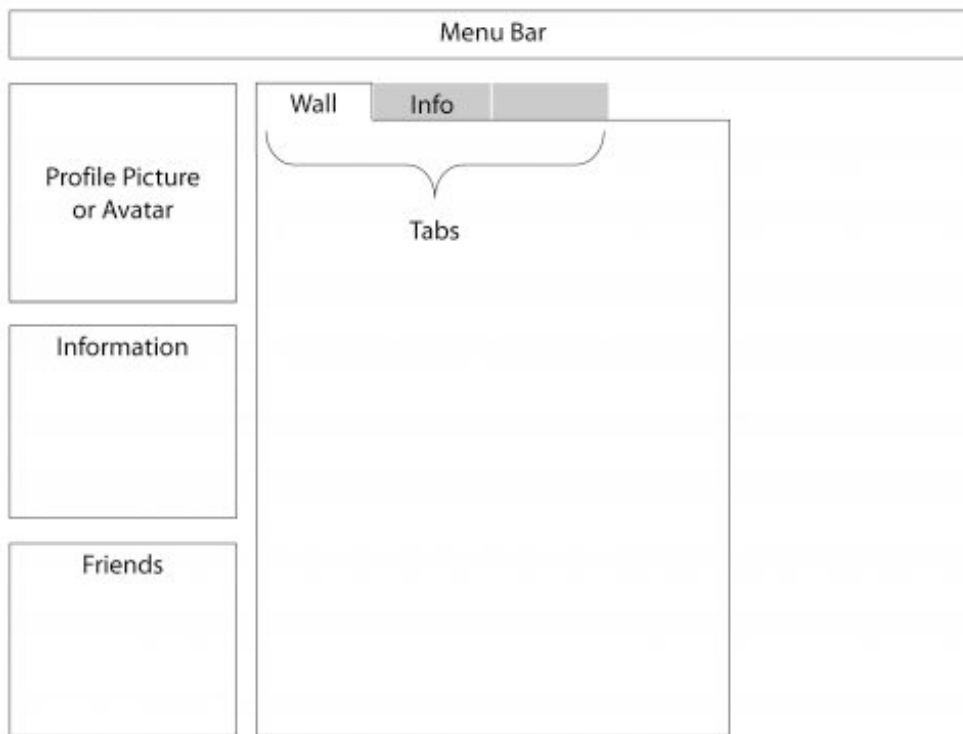 Menu Bar
Profile Picture
or Avatar
Information
Friends
Wall
Info
Tabs